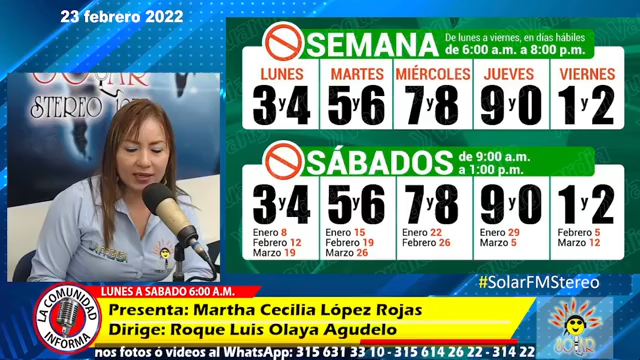 23 febrero 2022
SEMANA
De lunes a viernes, en días hábiles
de 6:00 a.m. a 8:00 p.m.
LUNES MARTES MIÉRCOLES JUEVES VIERNES
3y4 5y6 7y8 9y0 1y2
SÁBADOS
de 9:00 a.m.
a 1:00 p.m.
3y4 5y6 7y8 9y0 1y2
Enero 8 Enero 15 Enero 22 Enero 29 Febrero 5
Febrero 12 Febrero 19 Febrero 26 Marzo 5 Marzo 12
Marzo 19 Marzo 26
STEREO
#SolarFMStereo
LUNES A SABADO 6:00 A.M.
LA COMUNIDAD
INFORMA
Presenta: Martha Cecilia López Rojas
Dirige: Roque Luis Olaya Agudelo
nos fotos ó videos al WhatsApp: 315 631 33 10 - 315 614 26 22 - 314 22